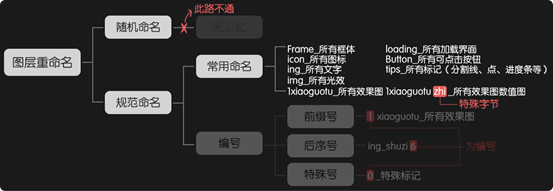 此路不通
图层重命名
随机命名
无记忆
规范命名
常用命名
Frame_所有框体
icon_所有图标
ing_所有文字
img_所有光效
1xiaoguotu_所有效果图
loading_所有加载界面
Button_所有可点击按钮
tips_所有标记（分割线、点、进度条等）
1xiaoguotu zhi _所有效果图数值图
特殊字节
编号
前缀号
1 xiaoguotu_所有效果图
后序号
ing_shuzi 6
为编号
特殊号
0 _特殊标记